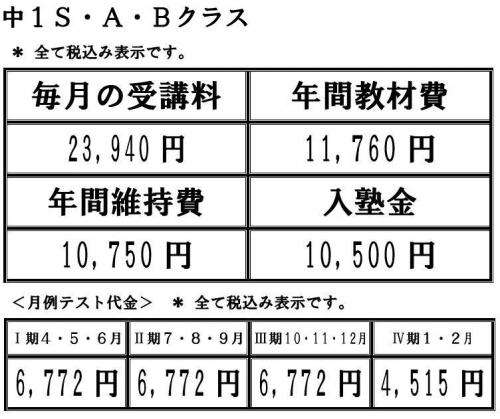 中１Ｓ・Ａ・Ｂクラス
＊ 全て税込み表示です。
毎月の受講料 年間教材費
23,940 円 11,760 円
年間維持費 入塾金
10,750 円 10,500 円
＜月例テスト代金＞ ＊ 全て税込み表示です。
Ⅰ期４・５・６月 Ⅱ期７・８・９月 Ⅲ期10・11・12月 Ⅳ期１・２月
6,772 円 6,772 円 6,772 円 4,515 円